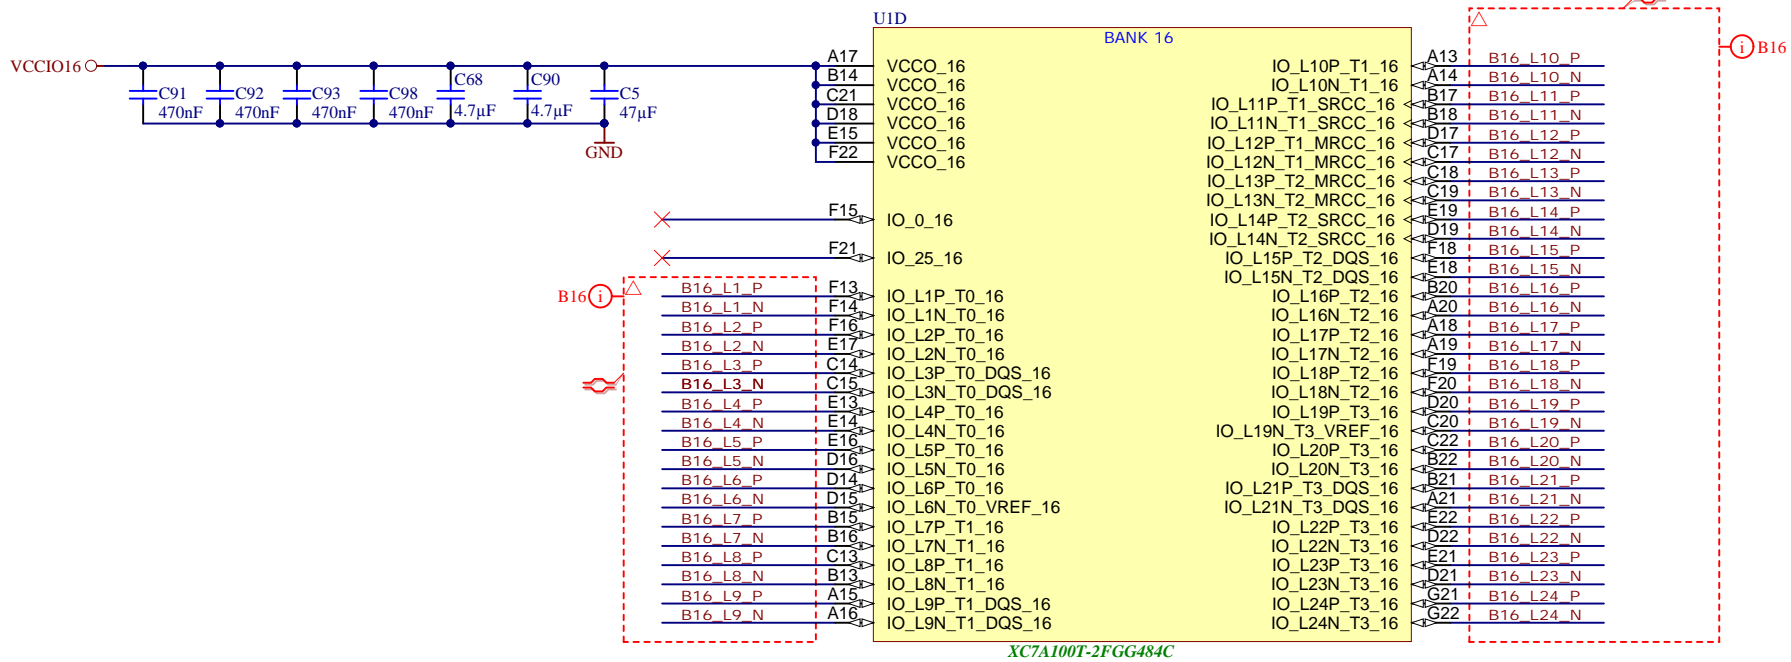 U1D
BANK 16
VCCIO16
C91
470nF
C92
470nF
C93
470nF
C98
470nF
C68
4.7µF
C90
4.7µF
C5
47µF
GND
A17 VCCO_16
B14 VCCO_16
C21 VCCO_16
D18 VCCO_16
E15 VCCO_16
F22 VCCO_16
F15 IO_0_16
F21 IO_25_16
B16 i
B16_L1_P F13 IO_L1P_T0_16
B16_L1_N F14 IO_L1N_T0_16
B16_L2_P F16 IO_L2P_T0_16
B16_L2_N E17 IO_L2N_T0_16
B16_L3_P C14 IO_L3P_T0_DQS_16
B16_L3_N C15 IO_L3N_T0_DQS_16
B16_L4_P E13 IO_L4P_T0_16
B16_L4_N E14 IO_L4N_T0_16
B16_L5_P E16 IO_L5P_T0_16
B16_L5_N D16 IO_L5N_T0_16
B16_L6_P D14 IO_L6P_T0_16
B16_L6_N D15 IO_L6N_T0_VREF_16
B16_L7_P B15 IO_L7P_T1_16
B16_L7_N B16 IO_L7N_T1_16
B16_L8_P C13 IO_L8P_T1_16
B16_L8_N B13 IO_L8N_T1_16
B16_L9_P A15 IO_L9P_T1_DQS_16
B16_L9_N A16 IO_L9N_T1_DQS_16
IO_L10P_T1_16 A13 B16_L10_P
IO_L10N_T1_16 A14 B16_L10_N
IO_L11P_T1_SRCC_16 B17 B16_L11_P
IO_L11N_T1_SRCC_16 B18 B16_L11_N
IO_L12P_T1_MRCC_16 D17 B16_L12_P
IO_L12N_T1_MRCC_16 C17 B16_L12_N
IO_L13P_T2_MRCC_16 C18 B16_L13_P
IO_L13N_T2_MRCC_16 C19 B16_L13_N
IO_L14P_T2_SRCC_16 E19 B16_L14_P
IO_L14N_T2_SRCC_16 D19 B16_L14_N
IO_L15P_T2_DQS_16 F18 B16_L15_P
IO_L15N_T2_DQS_16 E18 B16_L15_N
IO_L16P_T2_16 B20 B16_L16_P
IO_L16N_T2_16 A20 B16_L16_N
IO_L17P_T2_16 A18 B16_L17_P
IO_L17N_T2_16 A19 B16_L17_N
IO_L18P_T2_16 F19 B16_L18_P
IO_L18N_T2_16 F20 B16_L18_N
IO_L19P_T3_16 D20 B16_L19_P
IO_L19N_T3_VREF_16 C20 B16_L19_N
IO_L20P_T3_16 C22 B16_L20_P
IO_L20N_T3_16 B22 B16_L20_N
IO_L21P_T3_DQS_16 B21 B16_L21_P
IO_L21N_T3_DQS_16 A21 B16_L21_N
IO_L22P_T3_16 E22 B16_L22_P
IO_L22N_T3_16 D22 B16_L22_N
IO_L23P_T3_16 E21 B16_L23_P
IO_L23N_T3_16 D21 B16_L23_N
IO_L24P_T3_16 G21 B16_L24_P
IO_L24N_T3_16 G22 B16_L24_N
i B16
XC7A100T-2FGG484C